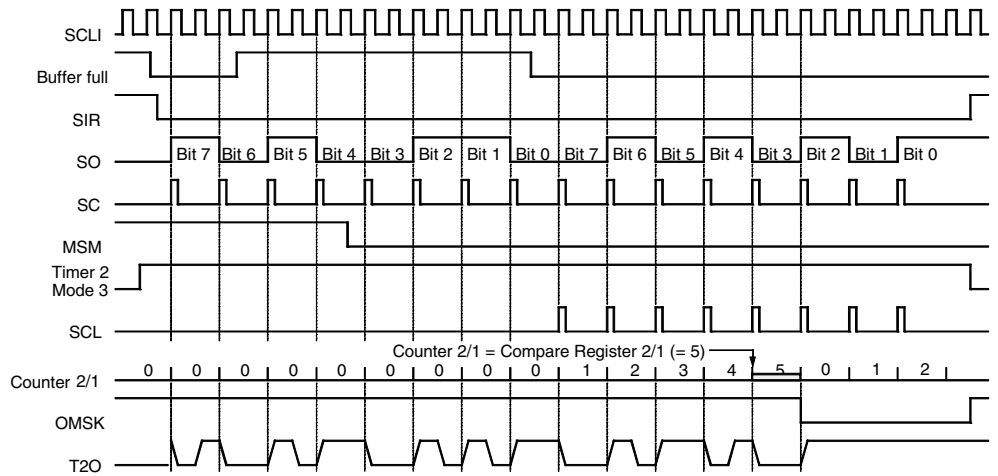 SCLI
Buffer full
SIR
SO Bit 7 Bit 6 Bit 5 Bit 4 Bit 3 Bit 2 Bit 1 Bit 0 Bit 7 Bit 6 Bit 5 Bit 4 Bit 3 Bit 2 Bit 1 Bit 0
SC
MSM
Timer 2
Mode 3
SCL
Counter 2/1 = Compare Register 2/1 (= 5)
Counter 2/1 0 0 0 0 0 0 0 0 0 1 2 3 4 5 0 1 2
OMSK
T2O